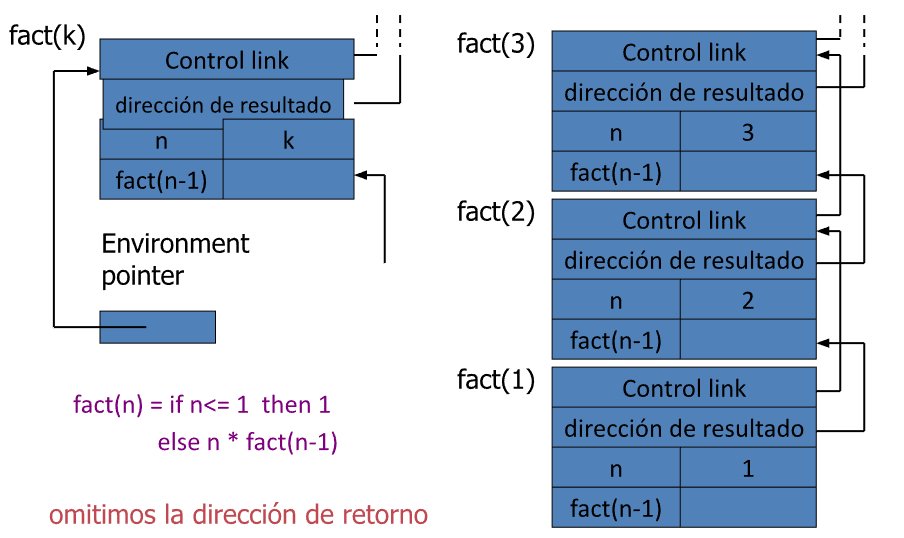 fact(k)
Control link
dirección de resultado
n k
fact(n-1)
Environment
pointer
fact(n) = if n<= 1 then 1
else n * fact(n-1)
omitimos la dirección de retorno
fact(3)
Control link
dirección de resultado
n 3
fact(n-1)
fact(2)
Control link
dirección de resultado
n 2
fact(n-1)
fact(1)
Control link
dirección de resultado
n 1
fact(n-1)